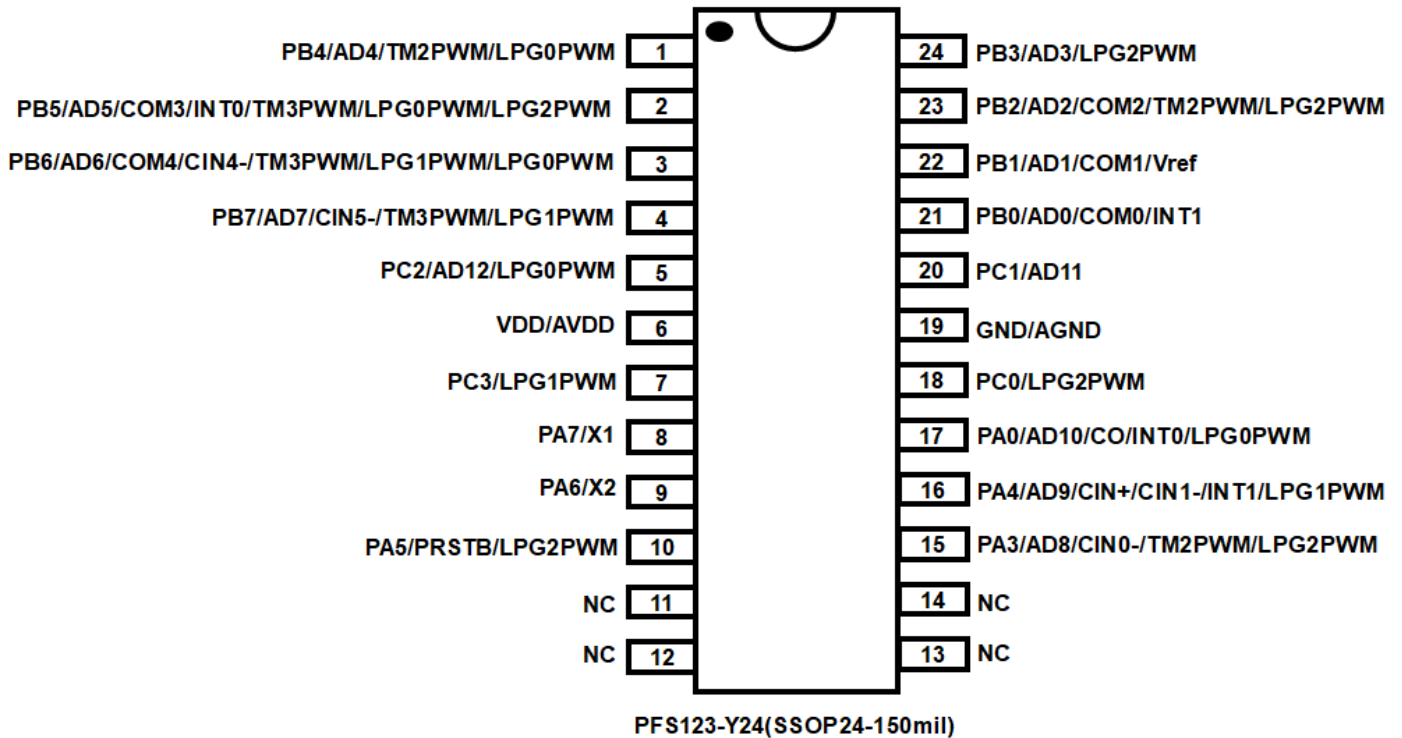 PB4/AD4/TM2PWM/LPG0PWM 1 24 PB3/AD3/LPG2PWM
PB5/AD5/COM3/INT0/TM3PWM/LPG0PWM/LPG2PWM 2 23 PB2/AD2/COM2/TM2PWM/LPG2PWM
PB6/AD6/COM4/CIN4-/TM3PWM/LPG1PWM/LPG0PWM 3 22 PB1/AD1/COM1/Vref
PB7/AD7/CIN5-/TM3PWM/LPG1PWM 4 21 PB0/AD0/COM0/INT1
PC2/AD12/LPG0PWM 5 20 PC1/AD11
VDD/AVDD 6 19 GND/AGND
PC3/LPG1PWM 7 18 PC0/LPG2PWM
PA7/X1 8 17 PA0/AD10/CO/INT0/LPG0PWM
PA6/X2 9 16 PA4/AD9/CIN+/CIN1-/INT1/LPG1PWM
PA5/PRSTB/LPG2PWM 10 15 PA3/AD8/CIN0-/TM2PWM/LPG2PWM
NC 11 14 NC
NC 12 13 NC
PFS123-Y24(SSOP24-150mil)